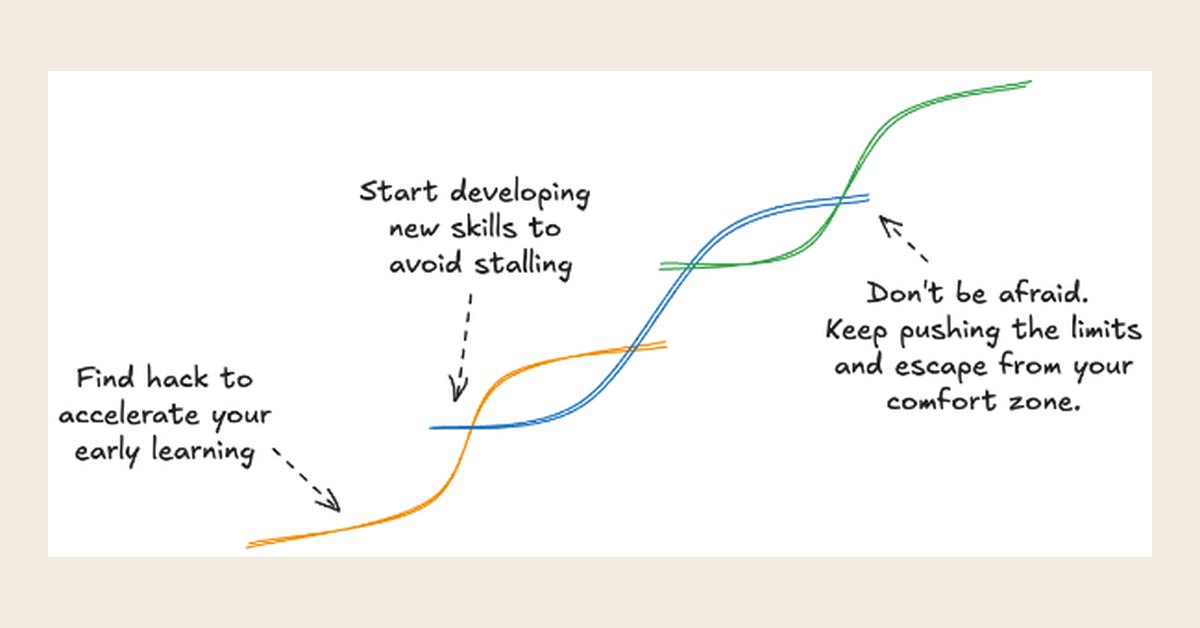 Start developing
new skills to
avoid stalling
Find hack to
accelerate your
early learning
Don't be afraid.
Keep pushing the limits
and escape from your
comfort zone.